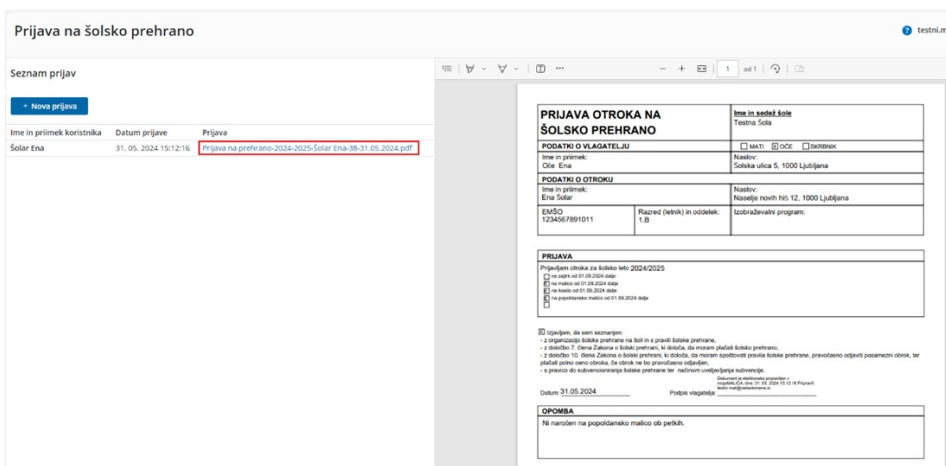 Prijava na šolsko prehrano
testni.m
Seznam prijav
+ Nova prijava
Ime in priimek koristnika Datum prijave Prijava
Šolar Ena 31. 05. 2024 15:12:16 Prijava na prehrano-2024-2025-Šolar Ena-38-31.05.2024.pdf
1 od 1
PRIJAVA OTROKA NA
ŠOLSKO PREHRANO
Ime in sedež šole
Testna Šola
PODATKI O VLAGATELJU
MATI X OČE SKRBNIK
Ime in priimek:
Oče Ena
Naslov:
Šolska ulica 5, 1000 Ljubljana
PODATKI O OTROKU
Ime in priimek:
Ena Šolar
Naslov:
Naselje novih hiš 12, 1000 Ljubljana
EMŠO
1234567891011
Razred (letnik) in oddelek:
1.B
Izobraževalni program:
PRIJAVA
Prijavljam otroka za šolsko leto 2024/2025
na zajtrk od 01.09.2024 dalje
X na malico od 01.09.2024 dalje
X na kosilo od 01.09.2024 dalje
X na popoldansko malico od 01.09.2024 dalje
X Izjavljam, da sem seznanjen:
- z organizacijo šolske prehrane na šoli in s pravili šolske prehrane,
- z določbo 7. člena Zakona o šolski prehrani, ki določa, da moram plačati šolsko prehrano,
- z določbo 10. člena Zakona o šolski prehrani, ki določa, da moram spoštovati pravila šolske prehrane, pravočasno odjaviti posamezni obrok, ter
plačati polno ceno obroka, če obrok ne bo pravočasno odjavljen,
- s pravico do subvencioniranja šolske prehrane ter načinom uveljavljanja subvencije.
Dokument je elektronsko pripravljen v
Datum: 31.05.2024
Podpis vlagatelja:
OPOMBA
Ni naročen na popoldansko malico ob petkih.